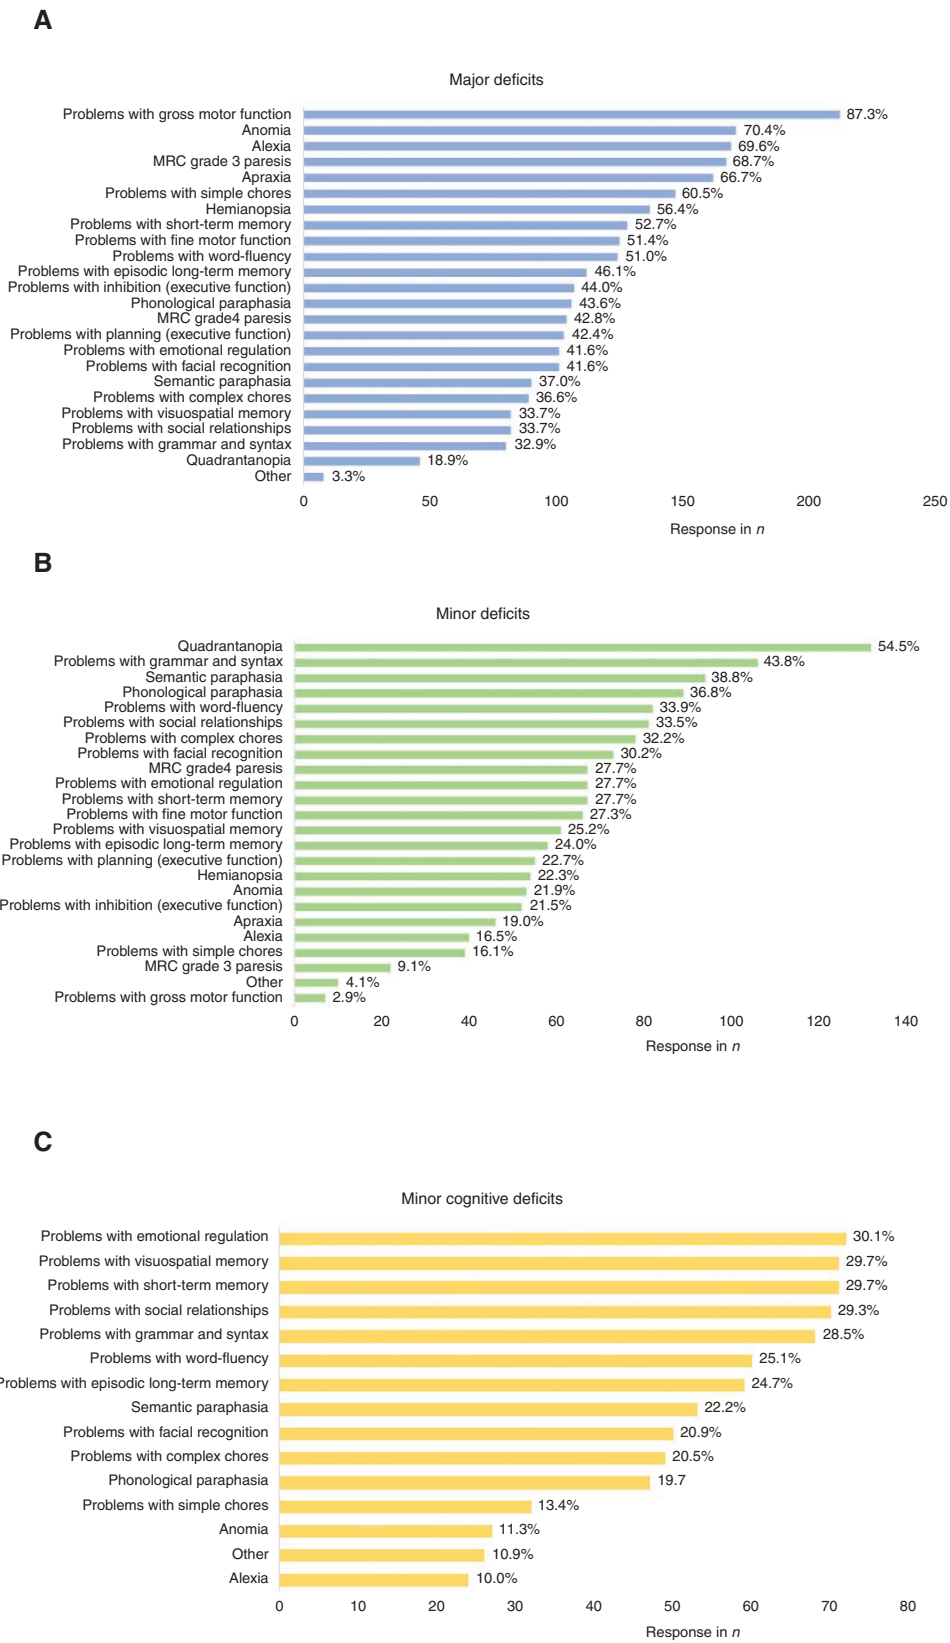 A
Major deficits
Problems with gross motor function 87.3%
Anomia 70.4%
Alexia 69.6%
MRC grade 3 paresis 68.7%
Apraxia 66.7%
Problems with simple chores 60.5%
Hemianopsia 56.4%
Problems with short-term memory 52.7%
Problems with fine motor function 51.4%
Problems with word-fluency 51.0%
Problems with episodic long-term memory 46.1%
Problems with inhibition (executive function) 44.0%
Phonological paraphasia 43.6%
MRC grade4 paresis 42.8%
Problems with planning (executive function) 42.4%
Problems with emotional regulation 41.6%
Problems with facial recognition 41.6%
Semantic paraphasia 37.0%
Problems with complex chores 36.6%
Problems with visuospatial memory 33.7%
Problems with social relationships 33.7%
Problems with grammar and syntax 32.9%
Quadrantanopia 18.9%
Other 3.3%
0 50 100 150 200 250
Response in n
B
Minor deficits
Quadrantanopia 54.5%
Problems with grammar and syntax 43.8%
Semantic paraphasia 38.8%
Phonological paraphasia 36.8%
Problems with word-fluency 33.9%
Problems with social relationships 33.5%
Problems with complex chores 32.2%
Problems with facial recognition 30.2%
MRC grade4 paresis 27.7%
Problems with emotional regulation 27.7%
Problems with short-term memory 27.7%
Problems with fine motor function 27.3%
Problems with visuospatial memory 25.2%
Problems with episodic long-term memory 24.0%
Problems with planning (executive function) 22.7%
Hemianopsia 22.3%
Anomia 21.9%
Problems with inhibition (executive function) 21.5%
Apraxia 19.0%
Alexia 16.5%
Problems with simple chores 16.1%
MRC grade 3 paresis 9.1%
Other 4.1%
Problems with gross motor function 2.9%
0 20 40 60 80 100 120 140
Response in n
C
Minor cognitive deficits
Problems with emotional regulation 30.1%
Problems with visuospatial memory 29.7%
Problems with short-term memory 29.7%
Problems with social relationships 29.3%
Problems with grammar and syntax 28.5%
Problems with word-fluency 25.1%
Problems with episodic long-term memory 24.7%
Semantic paraphasia 22.2%
Problems with facial recognition 20.9%
Problems with complex chores 20.5%
Phonological paraphasia 19.7
Problems with simple chores 13.4%
Anomia 11.3%
Other 10.9%
Alexia 10.0%
0 10 20 30 40 50 60 70 80
Response in n